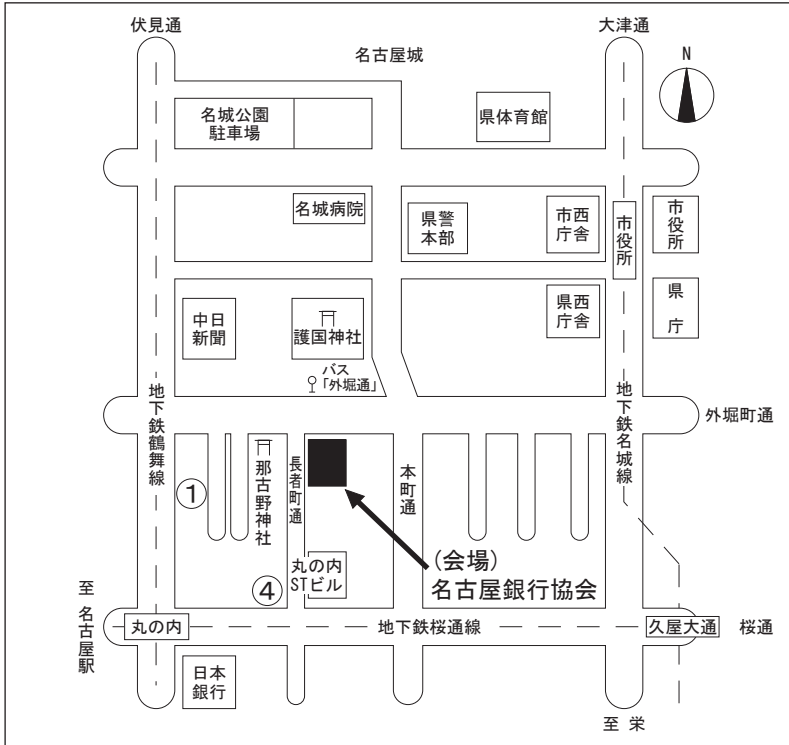 伏見通
大津通
名古屋城
N
名城公園
駐車場
県体育館
名城病院
県警
本部
市西
庁舎
市役所
市役所
中日
新聞
護国神社
県西
庁舎
県
庁
バス
「外堀通」
地下鉄鶴舞線
地下鉄名城線
外堀町通
①
那古野神社
長者町通
本町通
(会場)
名古屋銀行協会
④
丸の内
STビル
至名古屋駅
丸の内
地下鉄桜通線
久屋大通
桜通
日本
銀行
至 栄